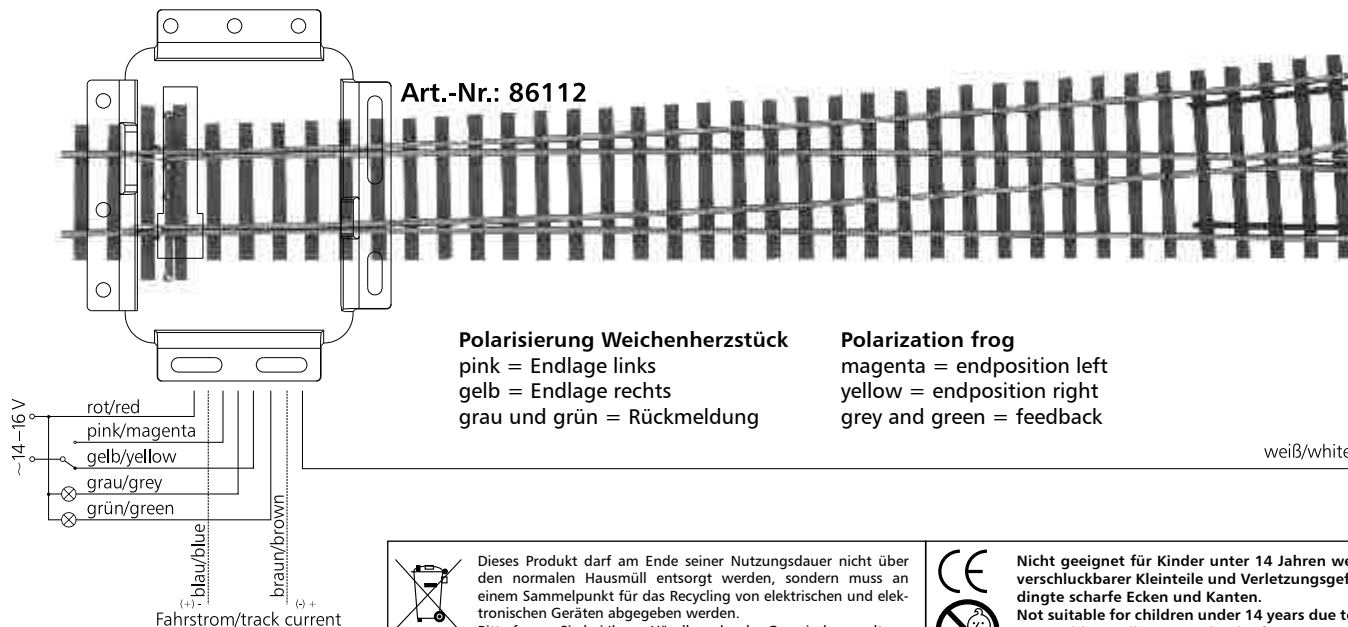 Art.-Nr.: 86112
Polarisierung Weichenherzstück
pink = Endlage links
gelb = Endlage rechts
grau und grün = Rückmeldung
Polarization frog
magenta = endposition left
yellow = endposition right
grey and green = feedback
weiß/white
~14–16 V
rot/red
pink/magenta
gelb/yellow
grau/grey
grün/green
blau/blue
braun/brown
(+) -
(-) +
Fahrstrom/track current
Dieses Produkt darf am Ende seiner Nutzungsdauer nicht über
den normalen Hausmüll entsorgt werden, sondern muss an
einem Sammelpunkt für das Recycling von elektrischen und elek-
tronischen Geräten abgegeben werden.
CE
Nicht geeignet für Kinder unter 14 Jahren we
verschluckbarer Kleinteile und Verletzungsgef
dingte scharfe Ecken und Kanten.
Not suitable for children under 14 years due t